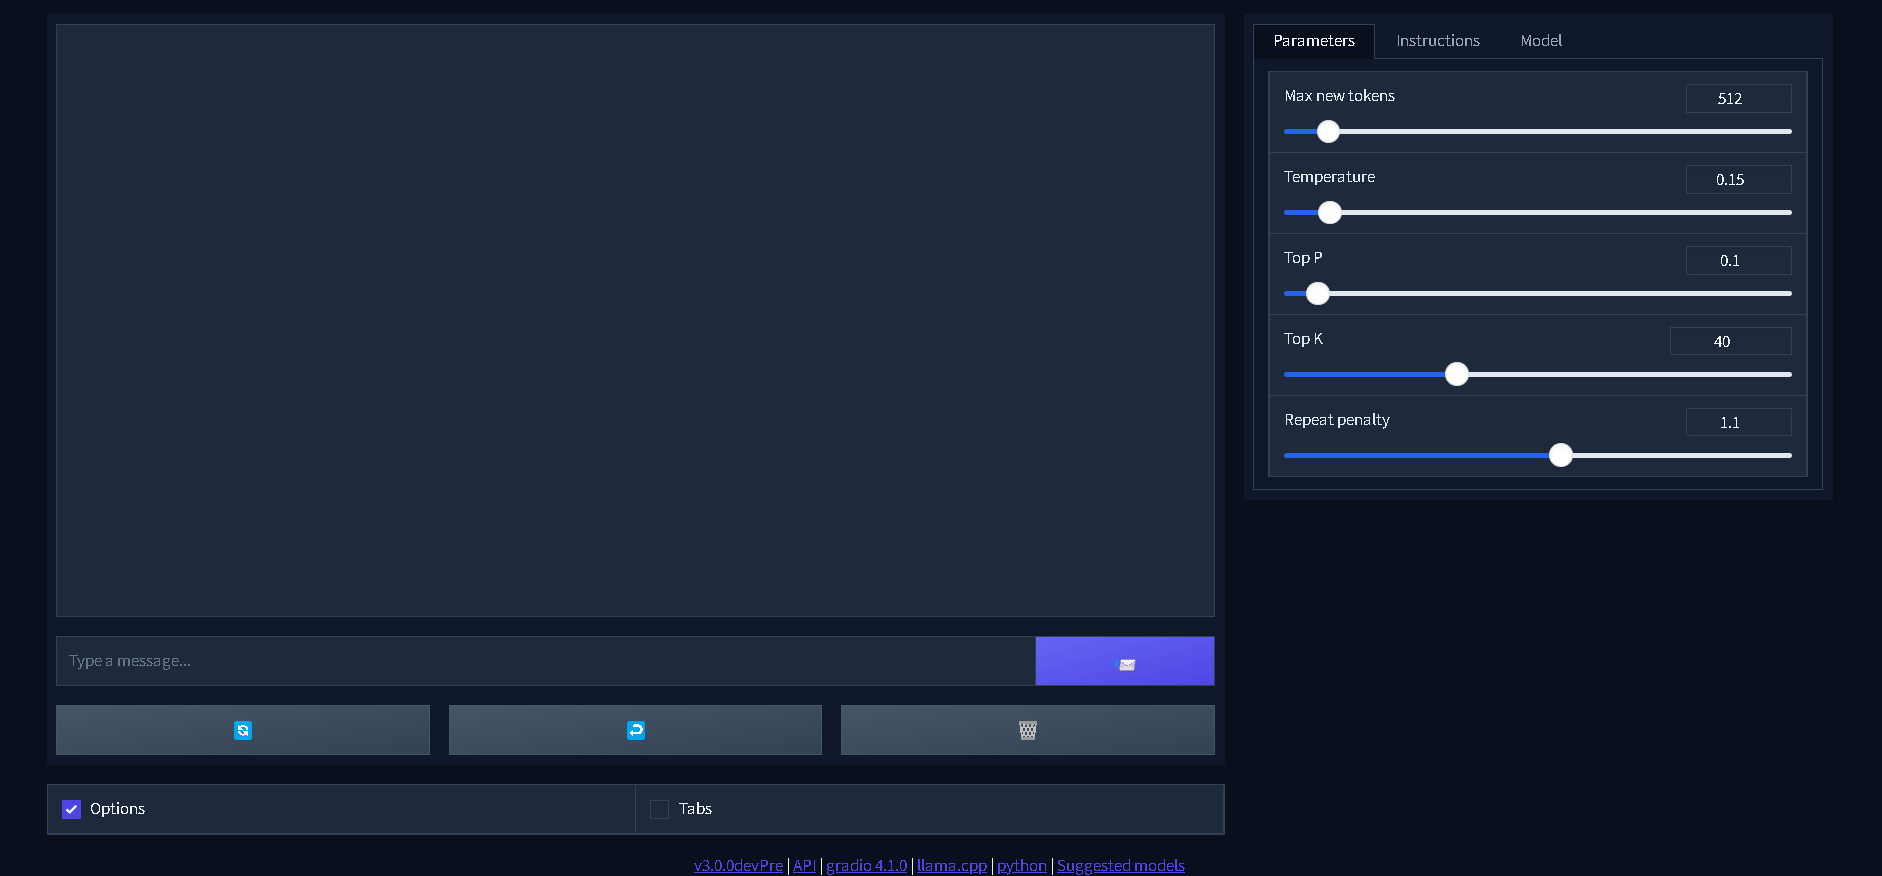 Parameters Instructions Model
Max new tokens 512
Temperature 0.15
Top P 0.1
Top K 40
Repeat penalty 1.1
Type a message...
Options Tabs
v3.0.0devPre | API | gradio 4.1.0 | llama.cpp | python | Suggested models